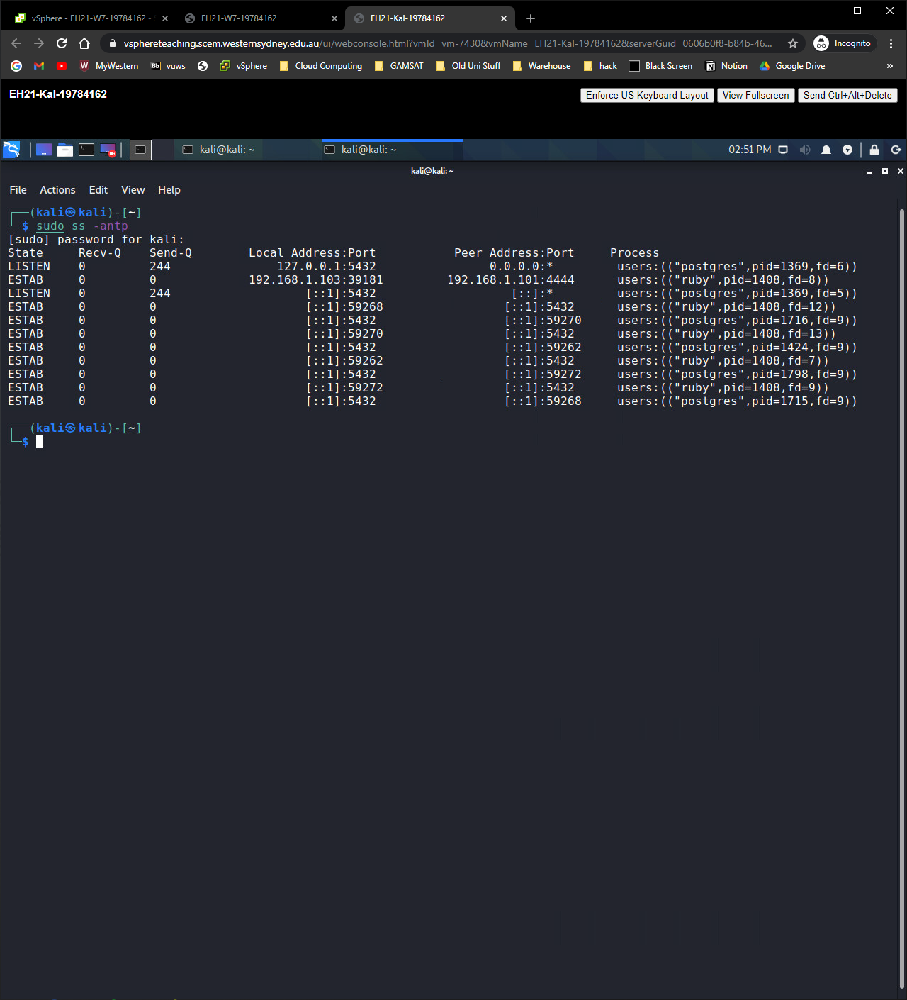 vSphere - EH21-W7-19784162 -
EH21-W7-19784162
EH21-Kal-19784162
vsphereteaching.scem.westernsydney.edu.au/ui/webconsole.html?vmId=vm-7430&vmName=EH21-Kal-19784162&serverGuid=0606b0f8-b84b-46...
Incognito
MyWestern
Bb vuws
vSphere
Cloud Computing
GAMSAT
Old Uni Stuff
Warehouse
hack
Black Screen
Notion
Google Drive
»
EH21-Kal-19784162
Enforce US Keyboard Layout
View Fullscreen
Send Ctrl+Alt+Delete
kali@kali: ~
kali@kali: ~
02:51 PM
kali@kali: ~
File Actions Edit View Help
┌──(kali㉿kali)-[~]
└─$ sudo ss -antp
[sudo] password for kali:
State Recv-Q Send-Q Local Address:Port Peer Address:Port Process
LISTEN 0 244 127.0.0.1:5432 0.0.0.0:* users:(("postgres",pid=1369,fd=6))
ESTAB 0 0 192.168.1.103:39181 192.168.1.101:4444 users:(("ruby",pid=1408,fd=8))
LISTEN 0 244 [::1]:5432 [::]:* users:(("postgres",pid=1369,fd=5))
ESTAB 0 0 [::1]:59268 [::1]:5432 users:(("ruby",pid=1408,fd=12))
ESTAB 0 0 [::1]:5432 [::1]:59270 users:(("postgres",pid=1716,fd=9))
ESTAB 0 0 [::1]:59270 [::1]:5432 users:(("ruby",pid=1408,fd=13))
ESTAB 0 0 [::1]:5432 [::1]:59262 users:(("postgres",pid=1424,fd=9))
ESTAB 0 0 [::1]:59262 [::1]:5432 users:(("ruby",pid=1408,fd=7))
ESTAB 0 0 [::1]:5432 [::1]:59272 users:(("postgres",pid=1798,fd=9))
ESTAB 0 0 [::1]:59272 [::1]:5432 users:(("ruby",pid=1408,fd=9))
ESTAB 0 0 [::1]:5432 [::1]:59268 users:(("postgres",pid=1715,fd=9))
┌──(kali㉿kali)-[~]
└─$